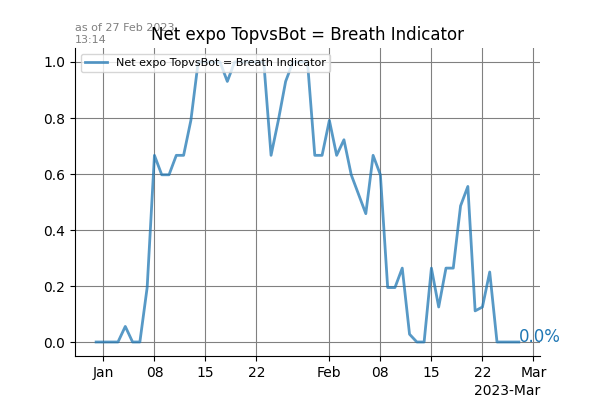 as of 27 Feb 2023
13:14
Net expo TopvsBot = Breath Indicator
Net expo TopvsBot = Breath Indicator
1.0
0.8
0.6
0.4
0.2
0.0
0.0%
Jan 08 15 22 Feb 08 15 22 Mar
2023-Mar